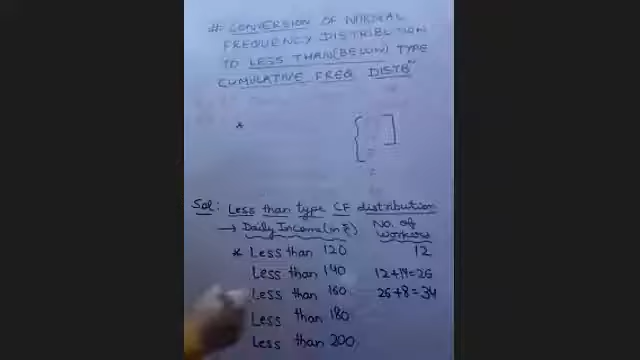 # CONVERSION OF NORMAL
FREQUENCY DISTRIBUTION
TO LESS THAN(BELOW) TYPE
CUMULATIVE FREQ DISTBⁿ
*
Sol: Less than type CF distribution
→ Daily Income (in ₹) No. of workers
* Less than 120 12
Less than 140 12+14=26
Less than 160 26+8=34
Less than 180
Less than 200